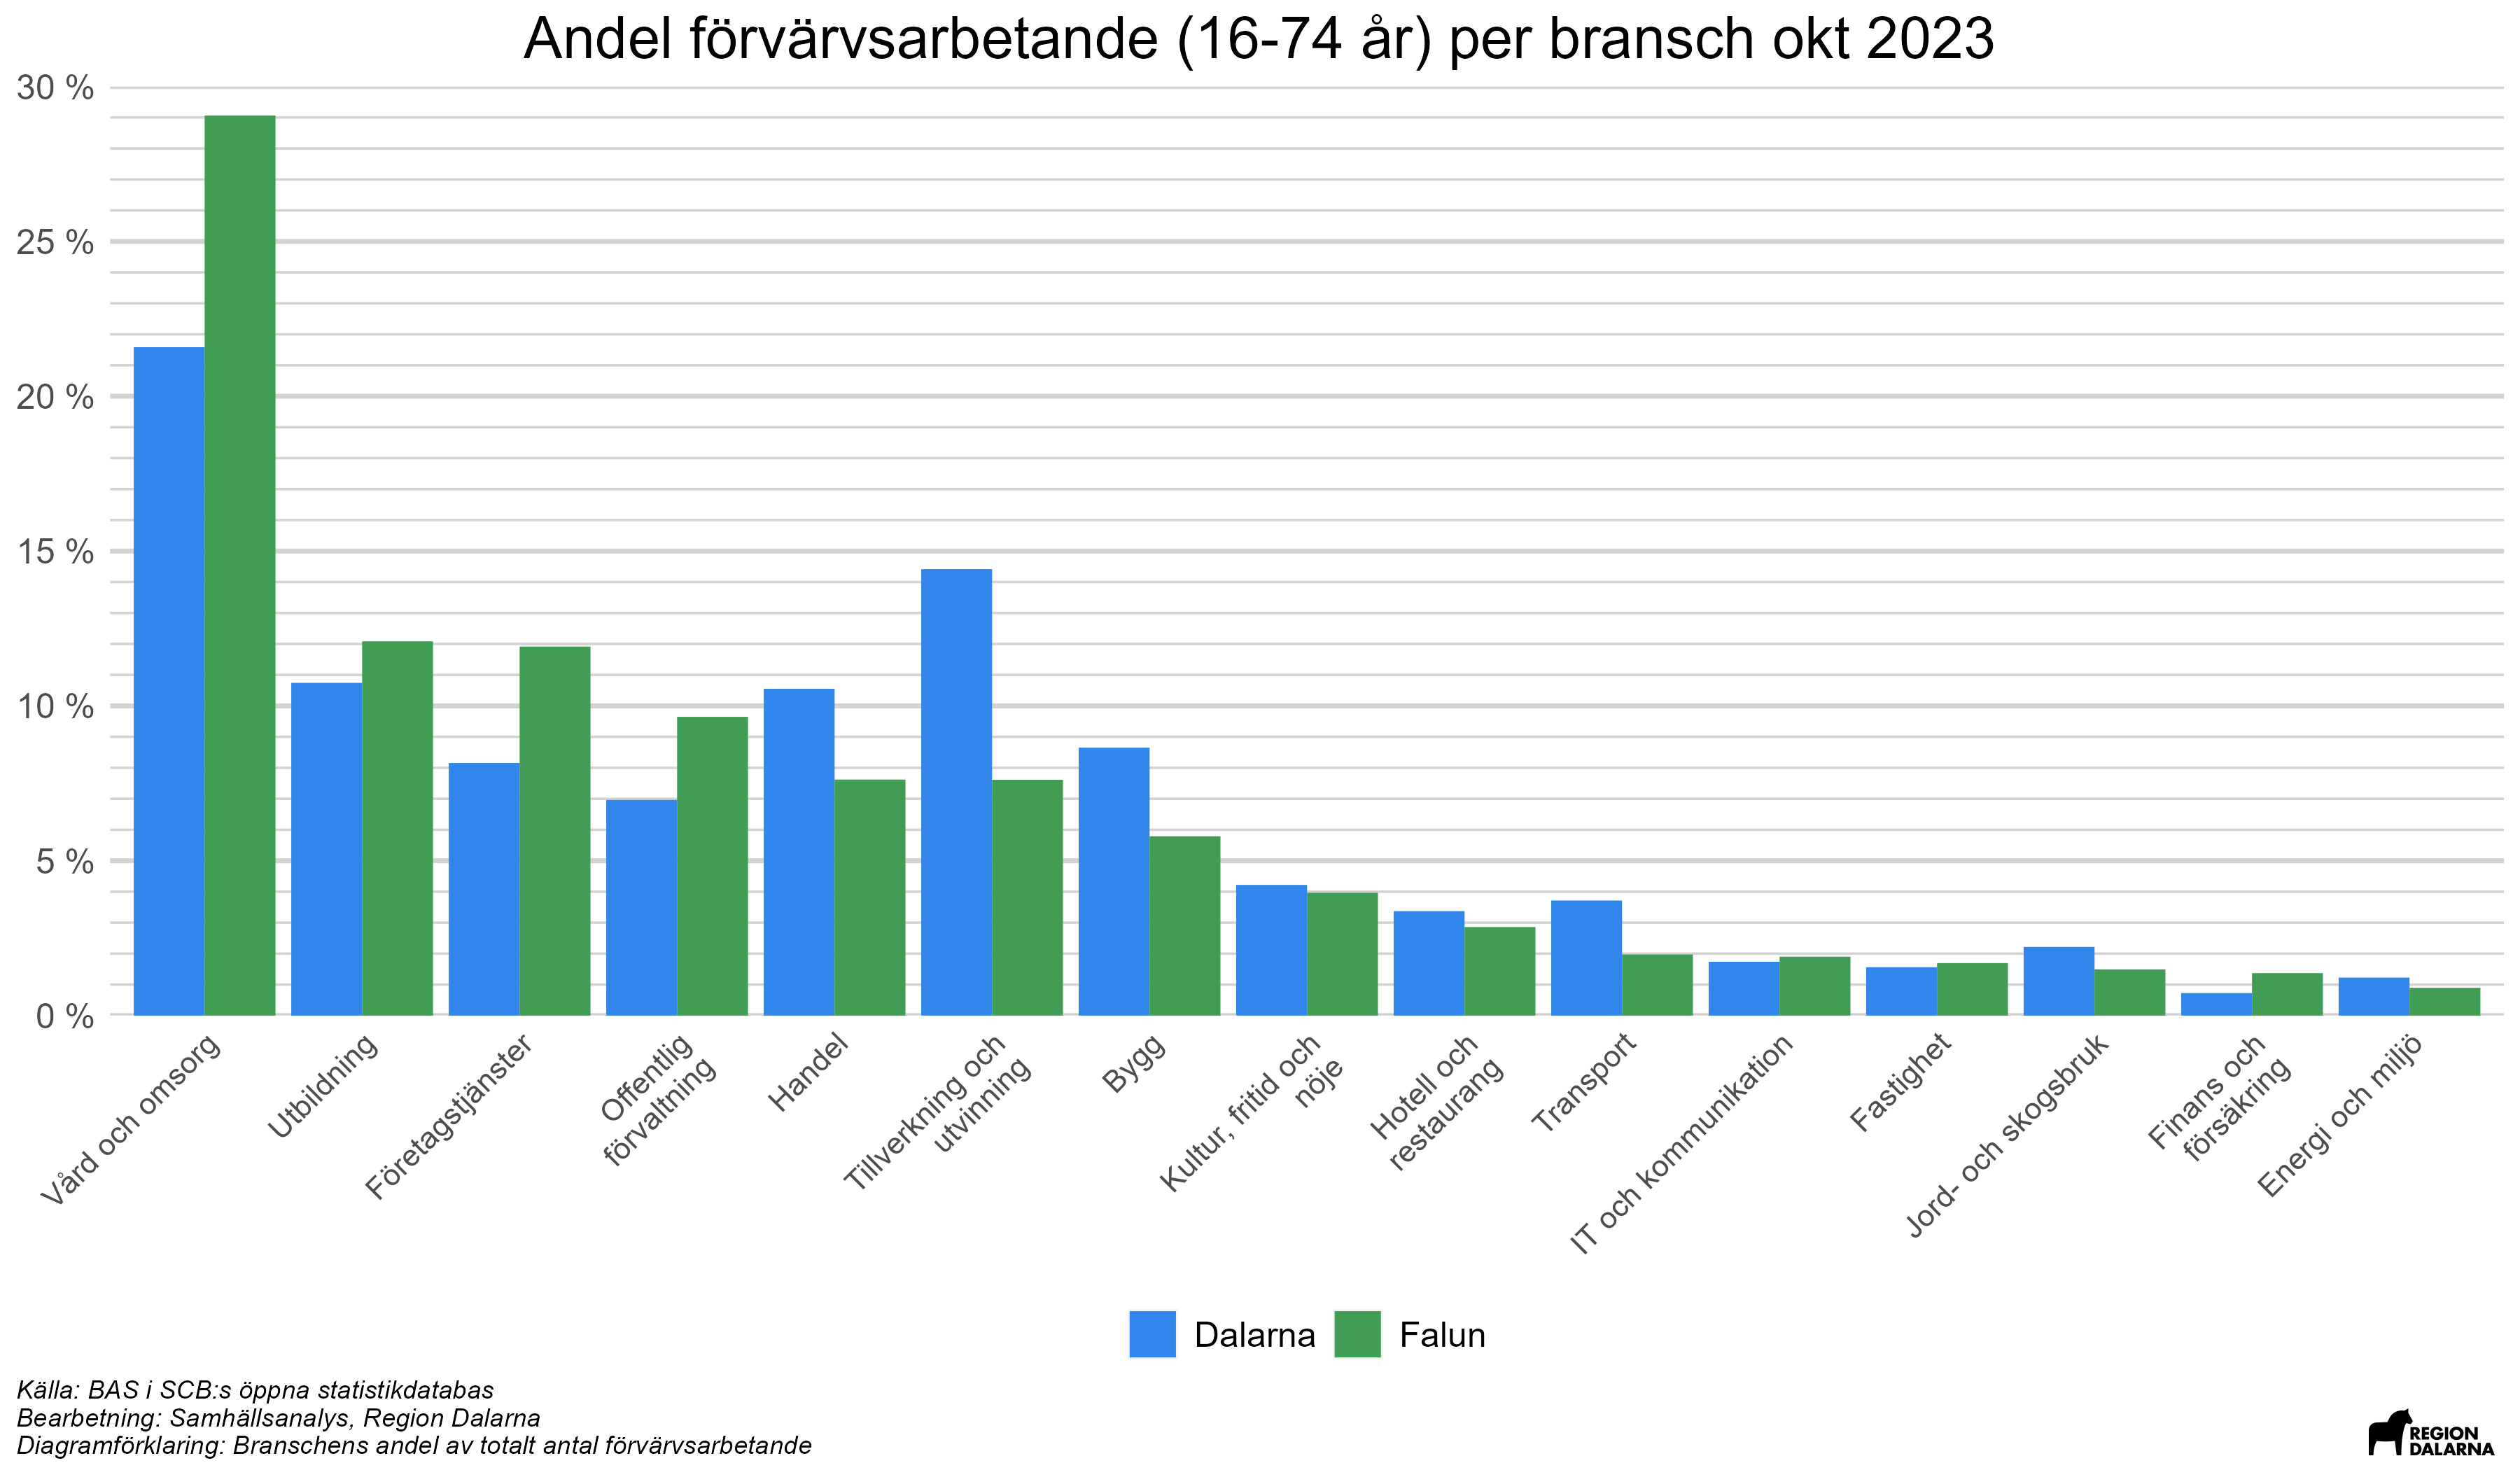 Andel förvärvsarbetande (16-74 år) per bransch okt 2023
30 %
25 %
20 %
15 %
10 %
5 %
0 %
Vård och omsorg
Utbildning
Företagstjänster
Offentlig
förvaltning
Handel
Tillverkning och
utvinning
Bygg
Kultur, fritid och
nöje
Hotell och
restaurang
Transport
IT och kommunikation
Fastighet
Jord- och skogsbruk
Finans och
försäkring
Energi och miljö
Dalarna
Falun
Källa: BAS i SCB:s öppna statistikdatabas
Bearbetning: Samhällsanalys, Region Dalarna
Diagramförklaring: Branschens andel av totalt antal förvärvsarbetande
REGION
DALARNA